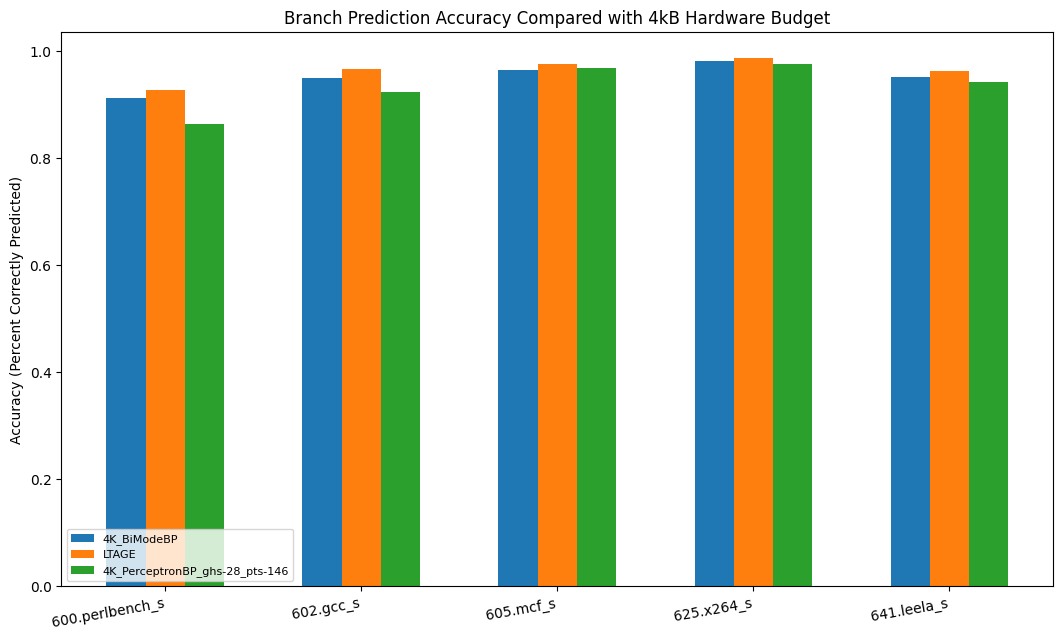 Branch Prediction Accuracy Compared with 4kB Hardware Budget
Accuracy (Percent Correctly Predicted)
1.0
0.8
0.6
0.4
0.2
0.0
4K_BiModeBP
LTAGE
4K_PerceptronBP_ghs-28_pts-146
600.perlbench_s
602.gcc_s
605.mcf_s
625.x264_s
641.leela_s